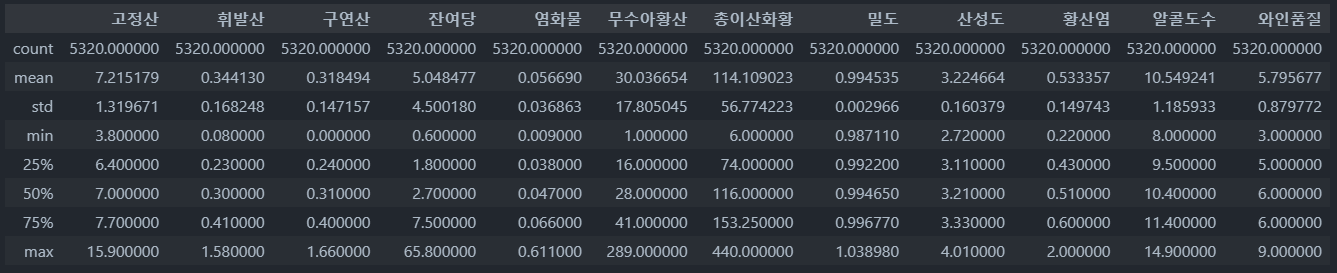 고정산 휘발산 구연산 잔여당 염화물 무수아황산 총이산화황 밀도 산성도 황산염 알콜도수 와인품질
count 5320.000000 5320.000000 5320.000000 5320.000000 5320.000000 5320.000000 5320.000000 5320.000000 5320.000000 5320.000000 5320.000000 5320.000000
mean 7.215179 0.344130 0.318494 5.048477 0.056690 30.036654 114.109023 0.994535 3.224664 0.533357 10.549241 5.795677
std 1.319671 0.168248 0.147157 4.500180 0.036863 17.805045 56.774223 0.002966 0.160379 0.149743 1.185933 0.879772
min 3.800000 0.080000 0.000000 0.600000 0.009000 1.000000 6.000000 0.987110 2.720000 0.220000 8.000000 3.000000
25% 6.400000 0.230000 0.240000 1.800000 0.038000 16.000000 74.000000 0.992200 3.110000 0.430000 9.500000 5.000000
50% 7.000000 0.300000 0.310000 2.700000 0.047000 28.000000 116.000000 0.994650 3.210000 0.510000 10.400000 6.000000
75% 7.700000 0.410000 0.400000 7.500000 0.066000 41.000000 153.250000 0.996770 3.330000 0.600000 11.400000 6.000000
max 15.900000 1.580000 1.660000 65.800000 0.611000 289.000000 440.000000 1.038980 4.010000 2.000000 14.900000 9.000000